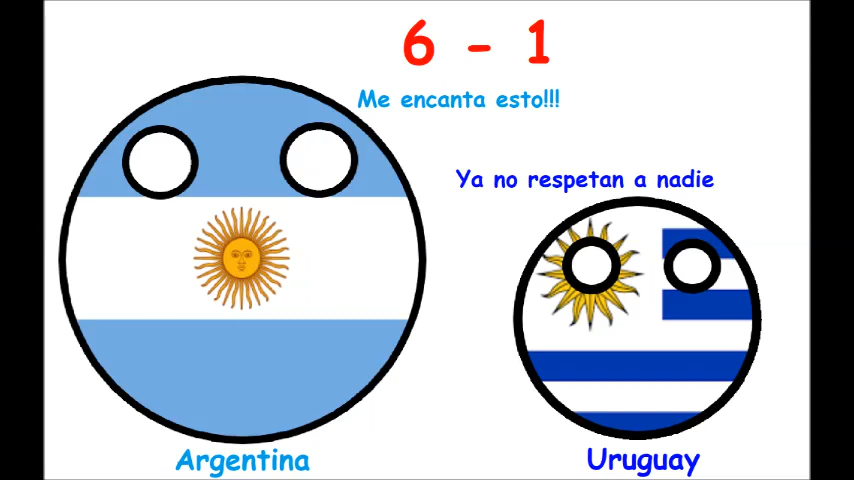 6 - 1
Me encanta esto!!!
Ya no respetan a nadie
Argentina
Uruguay